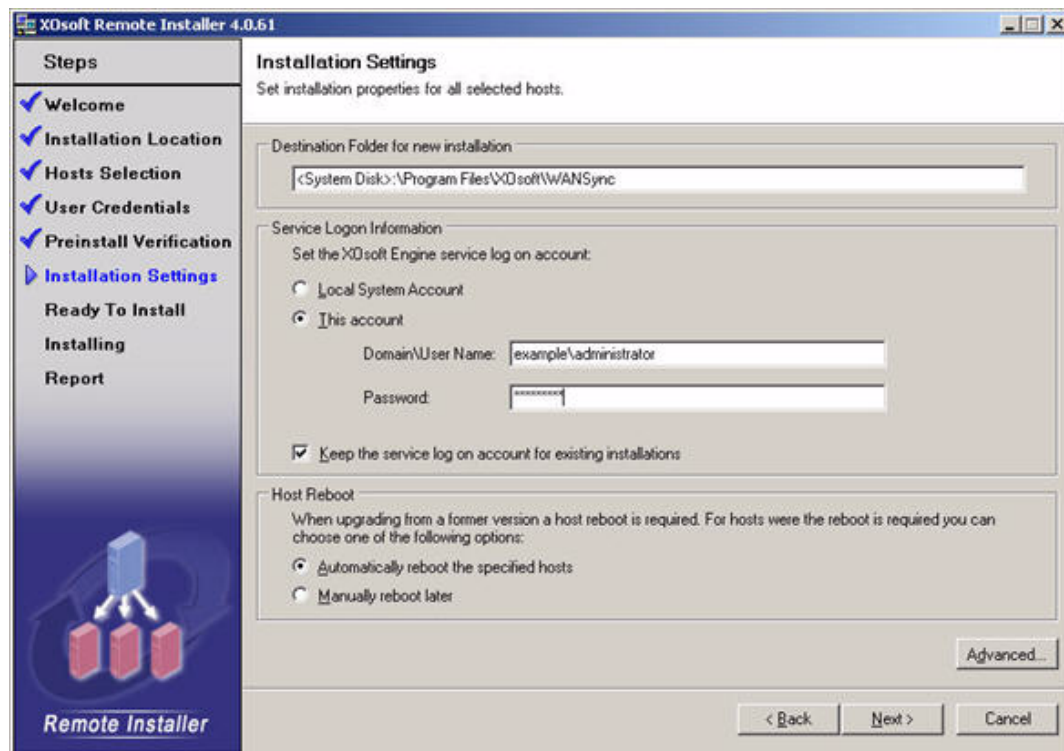 XOsoft Remote Installer 4.0.61
Steps
Welcome
Installation Location
Hosts Selection
User Credentials
Preinstall Verification
Installation Settings
Ready To Install
Installing
Report
Remote Installer
Installation Settings
Set installation properties for all selected hosts.
Destination Folder for new installation
<System Disk>:\Program Files\XOsoft\WANSync
Service Logon Information
Set the XOsoft Engine service log on account:
Local System Account
This account
Domain\User Name: example\administrator
Password: **********
Keep the service log on account for existing installations
Host Reboot
When upgrading from a former version a host reboot is required. For hosts were the reboot is required you can
choose one of the following options:
Automatically reboot the specified hosts
Manually reboot later
Advanced...
< Back Next > Cancel